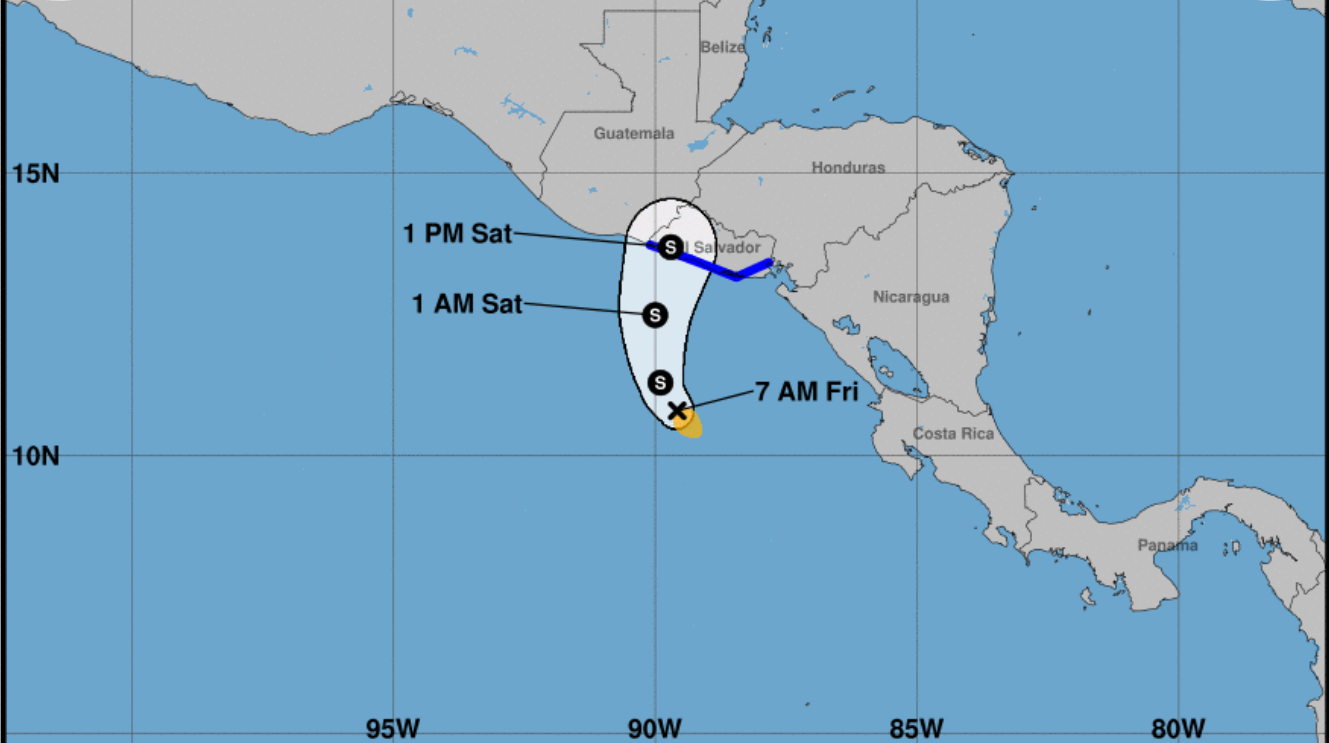 Belize
Guatemala
Honduras
15N
1 PM Sat
S
l Salvador
1 AM Sat
S
Nicaragua
S
7 AM Fri
Costa Rica
10N
Panama
95W
90W
85W
80W